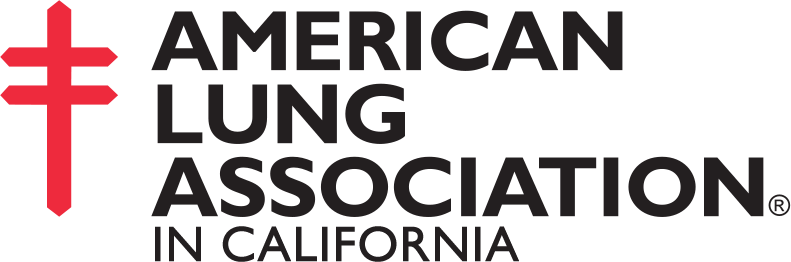 AMERICAN
LUNG
ASSOCIATION®
IN CALIFORNIA